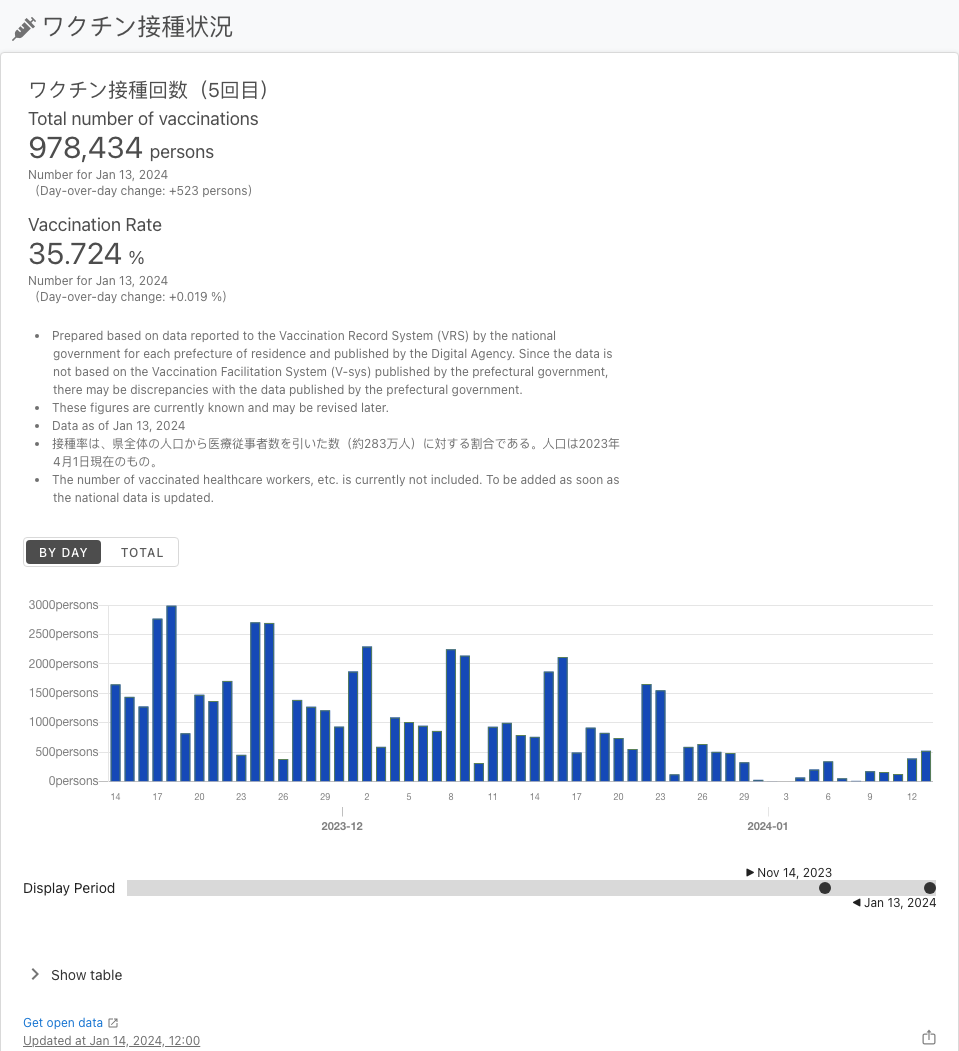 ワクチン接種状況
ワクチン接種回数（5回目）
Total number of vaccinations
978,434 persons
Number for Jan 13, 2024
（Day-over-day change: +523 persons）
Vaccination Rate
35.724 %
Number for Jan 13, 2024
（Day-over-day change: +0.019 %）
• Prepared based on data reported to the Vaccination Record System (VRS) by the national
government for each prefecture of residence and published by the Digital Agency. Since the data is
not based on the Vaccination Facilitation System (V-sys) published by the prefectural government,
there may be discrepancies with the data published by the prefectural government.
• These figures are currently known and may be revised later.
• Data as of Jan 13, 2024
• 接種率は、県全体の人口から医療従事者数を引いた数（約283万人）に対する割合である。人口は2023年
4月1日現在のもの。
• The number of vaccinated healthcare workers, etc. is currently not included. To be added as soon as
the national data is updated.
BY DAY TOTAL
3000persons
2500persons
2000persons
1500persons
1000persons
500persons
0persons
14 17 20 23 26 29 2 5 8 11 14 17 20 23 26 29 3 6 9 12
2023-12 2024-01
Nov 14, 2023
Display Period
Jan 13, 2024
Show table
Get open data
Updated at Jan 14, 2024, 12:00